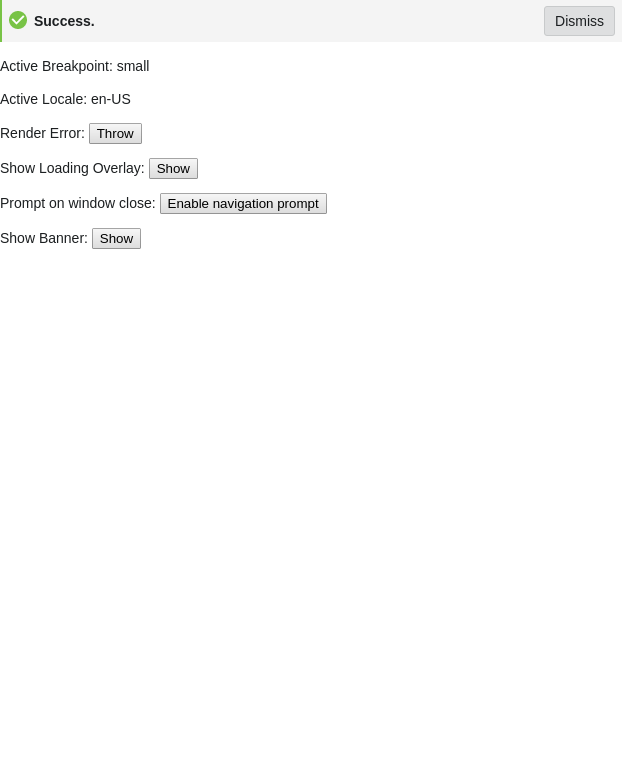 Success. Dismiss
Active Breakpoint: small
Active Locale: en-US
Render Error: Throw
Show Loading Overlay: Show
Prompt on window close: Enable navigation prompt
Show Banner: Show